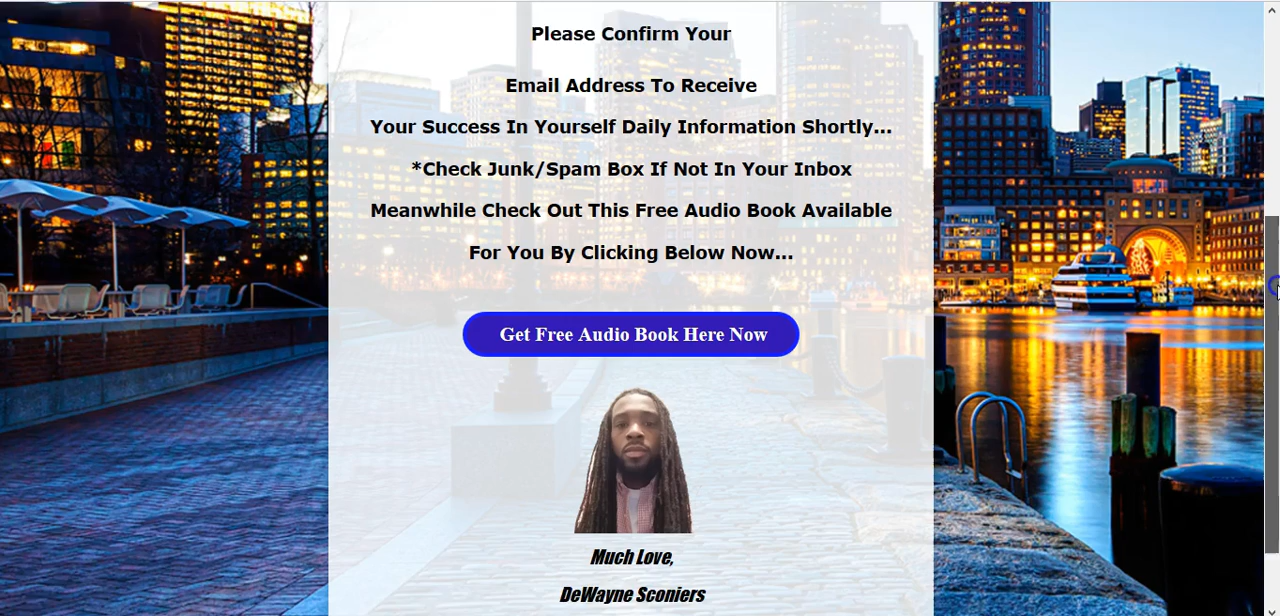 Please Confirm Your
Email Address To Receive
Your Success In Yourself Daily Information Shortly...
*Check Junk/Spam Box If Not In Your Inbox
Meanwhile Check Out This Free Audio Book Available
For You By Clicking Below Now...
Get Free Audio Book Here Now
Much Love,
DeWayne Sconiers